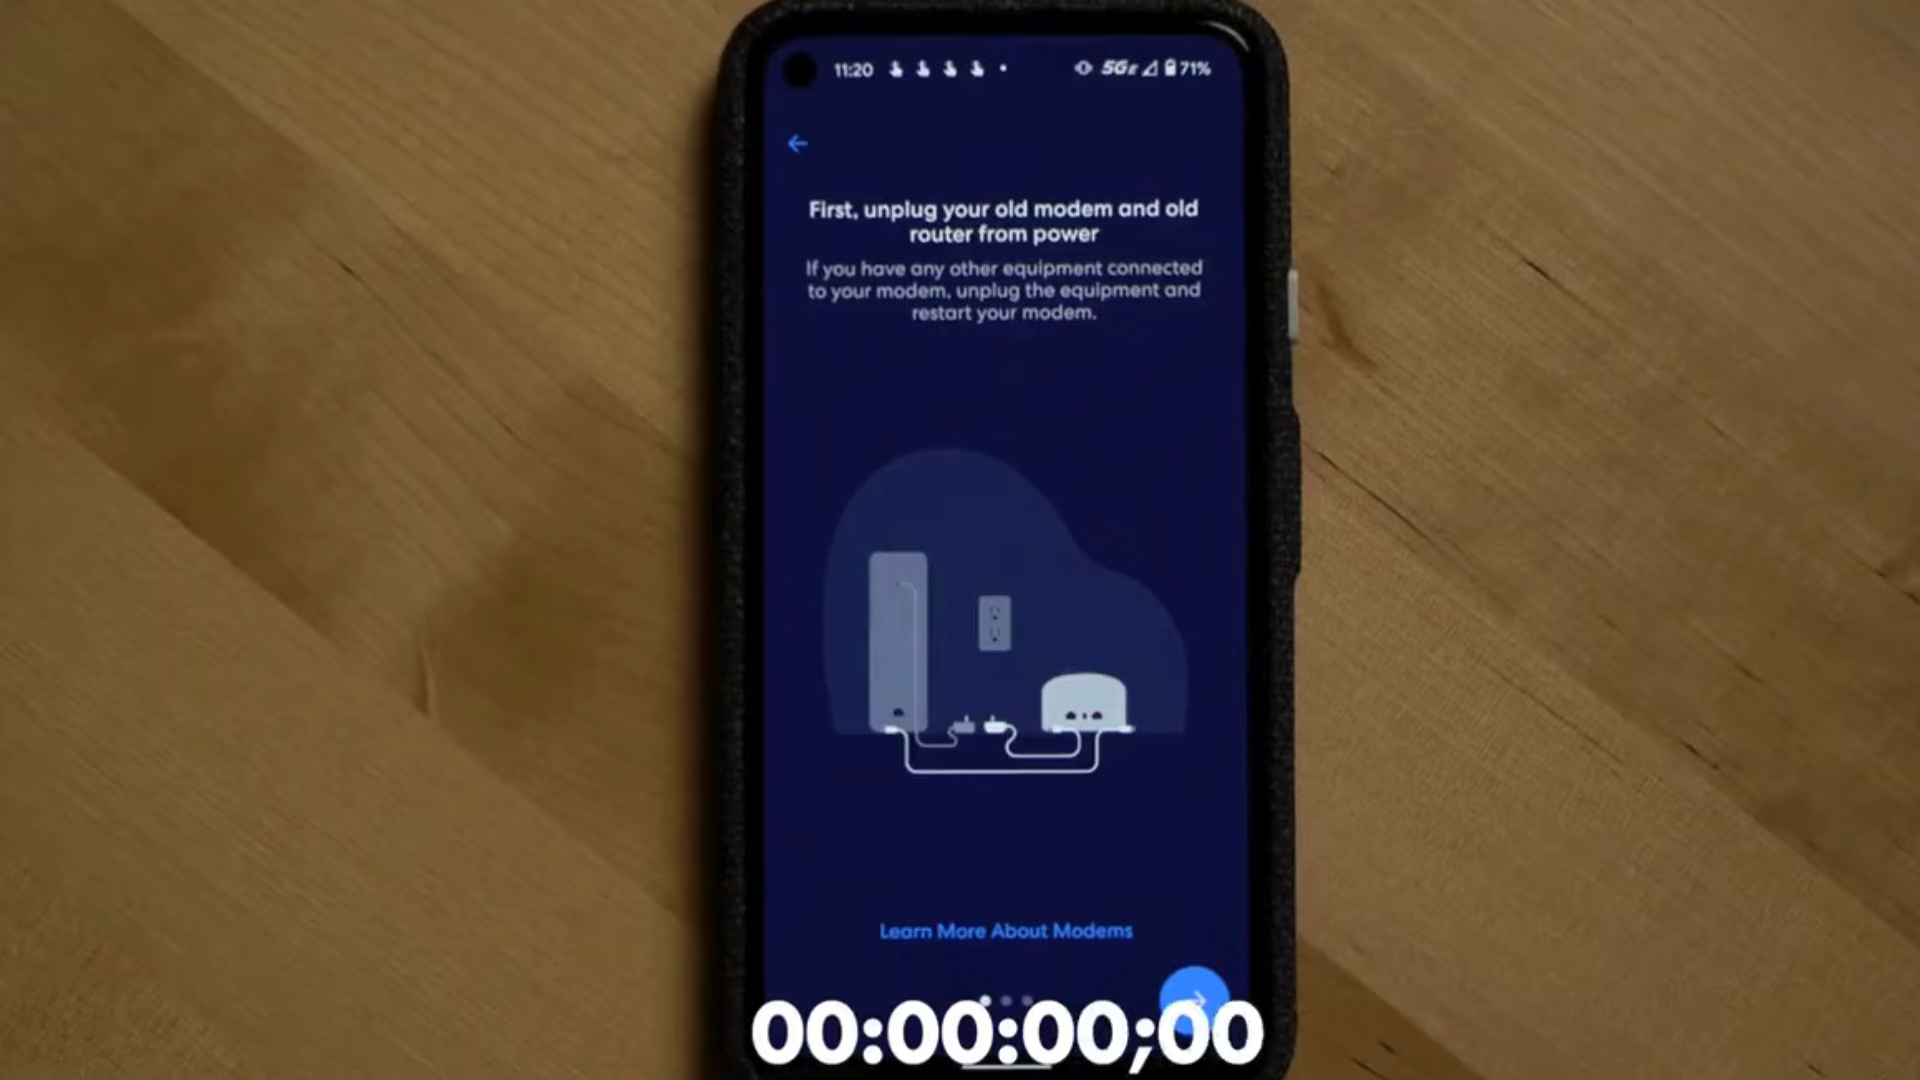 11:20 5GE 71%
First, unplug your old modem and old
router from power
If you have any other equipment connected
to your modem, unplug the equipment and
restart your modem.
Learn More About Modems
00:00:00;00